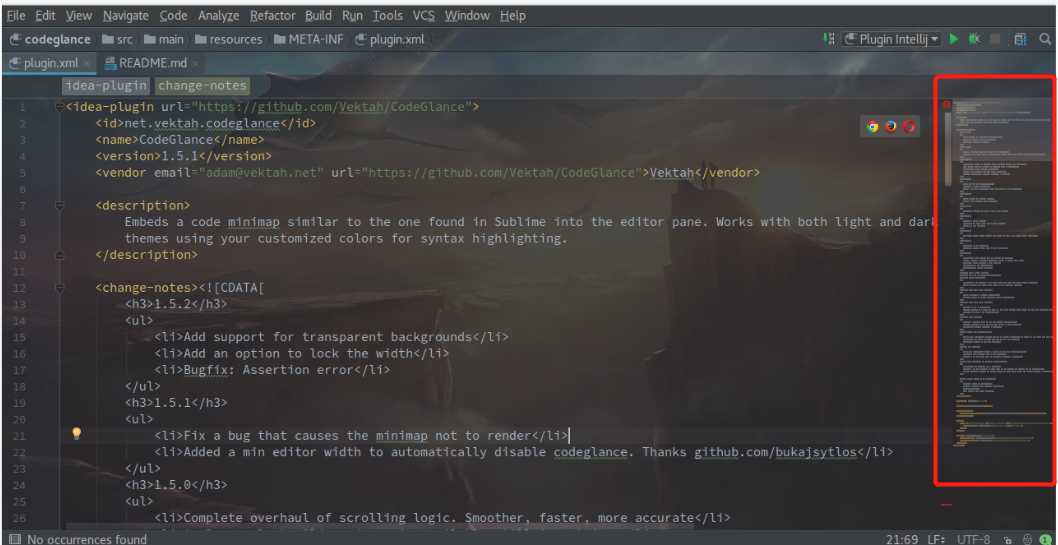 File Edit View Navigate Code Analyze Refactor Build Run Tools VCS Window Help
codeglance src main resources META-INF plugin.xml Plugin Intellij
plugin.xml × README.md ×
idea-plugin change-notes
1 <idea-plugin url="https://github.com/Vektah/CodeGlance">
2 <id>net.vektah.codeglance</id>
3 <name>CodeGlance</name>
4 <version>1.5.1</version>
5 <vendor email="adam@vektah.net" url="https://github.com/Vektah/CodeGlance">Vektah</vendor>
6
7 <description>
8 Embeds a code minimap similar to the one found in Sublime into the editor pane. Works with both light and dark
9 themes using your customized colors for syntax highlighting.
10 </description>
11
12 <change-notes><![CDATA[
13 <h3>1.5.2</h3>
14 <ul>
15 <li>Add support for transparent backgrounds</li>
16 <li>Add an option to lock the width</li>
17 <li>Bugfix: Assertion error</li>
18 </ul>
19 <h3>1.5.1</h3>
20 <ul>
21 <li>Fix a bug that causes the minimap not to render</li>
22 <li>Added a min editor width to automatically disable codeglance. Thanks github.com/bukajsytlos</li>
23 </ul>
24 <h3>1.5.0</h3>
25 <ul>
26 <li>Complete overhaul of scrolling logic. Smoother, faster, more accurate</li>
No occurrences found 21:69 LF÷ UTF-8 1